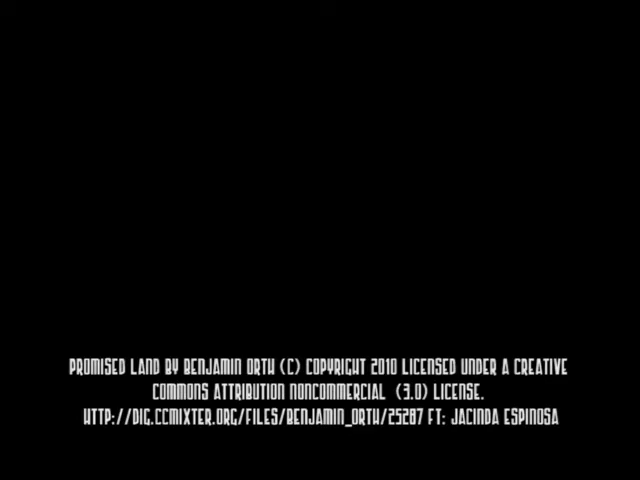 PROMISED LAND BY BENJAMIN ORTH (C) COPYRIGHT 2010 LICENSED UNDER A CREATIVE
COMMONS ATTRIBUTION NONCOMMERCIAL (3.0) LICENSE.
HTTP://DIG.CCMIXTER.ORG/FILES/BENJAMIN_ORTH/25287 FT: JACINDA ESPINOSA